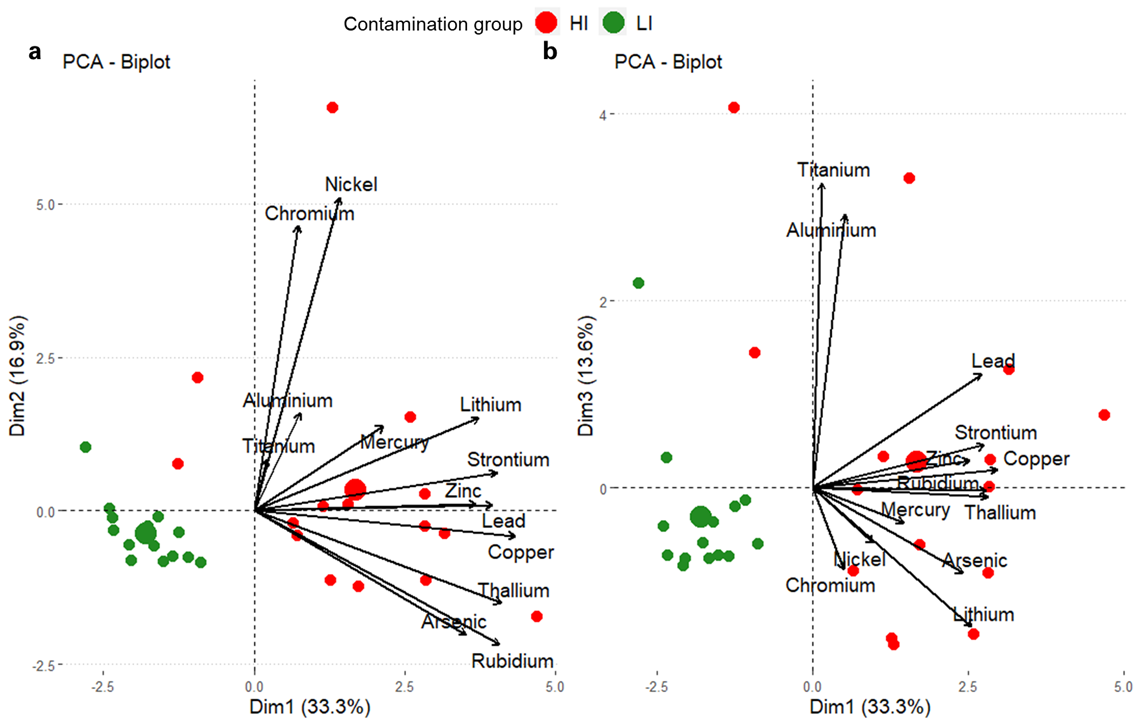 Contamination group HI LI
a
PCA - Biplot
Dim2 (16.9%)
5.0
2.5
0.0
-2.5
Nickel
Chromium
Aluminium
Lithium
Titanium
Mercury
Strontium
Zinc
Lead
Copper
Thallium
Arsenic
Rubidium
-2.5 0.0 2.5 5.0
Dim1 (33.3%)
b
PCA - Biplot
Dim3 (13.6%)
4
2
0
Titanium
Aluminium
Lead
Strontium
Zinc Copper
Rubidium
Mercury Thallium
Nickel Arsenic
Chromium
Lithium
-2.5 0.0 2.5 5.0
Dim1 (33.3%)